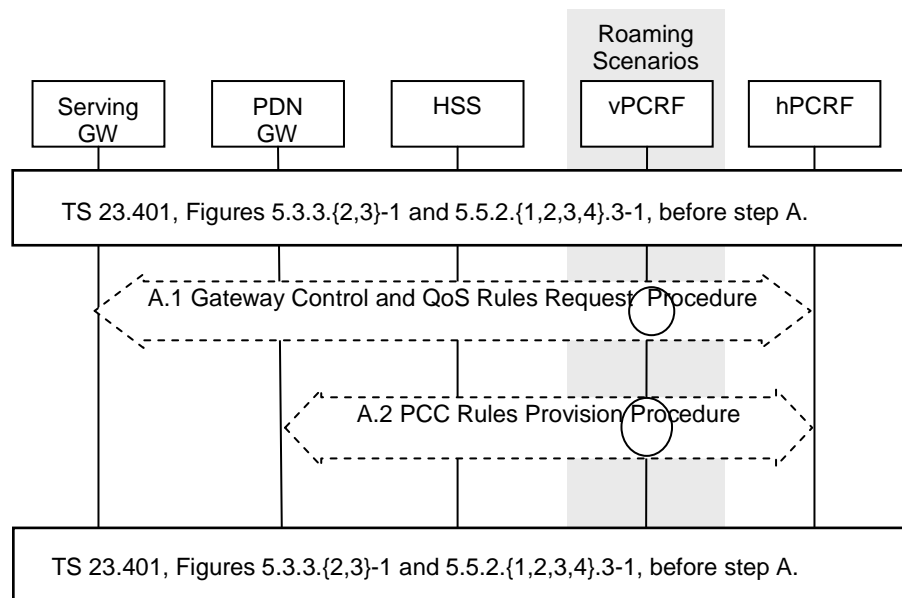 Roaming
Scenarios
Serving
GW
PDN
GW
HSS
vPCRF
hPCRF
TS 23.401, Figures 5.3.3.{2,3}-1 and 5.5.2.{1,2,3,4}.3-1, before step A.
A.1 Gateway Control and QoS Rules Request Procedure
A.2 PCC Rules Provision Procedure
TS 23.401, Figures 5.3.3.{2,3}-1 and 5.5.2.{1,2,3,4}.3-1, before step A.